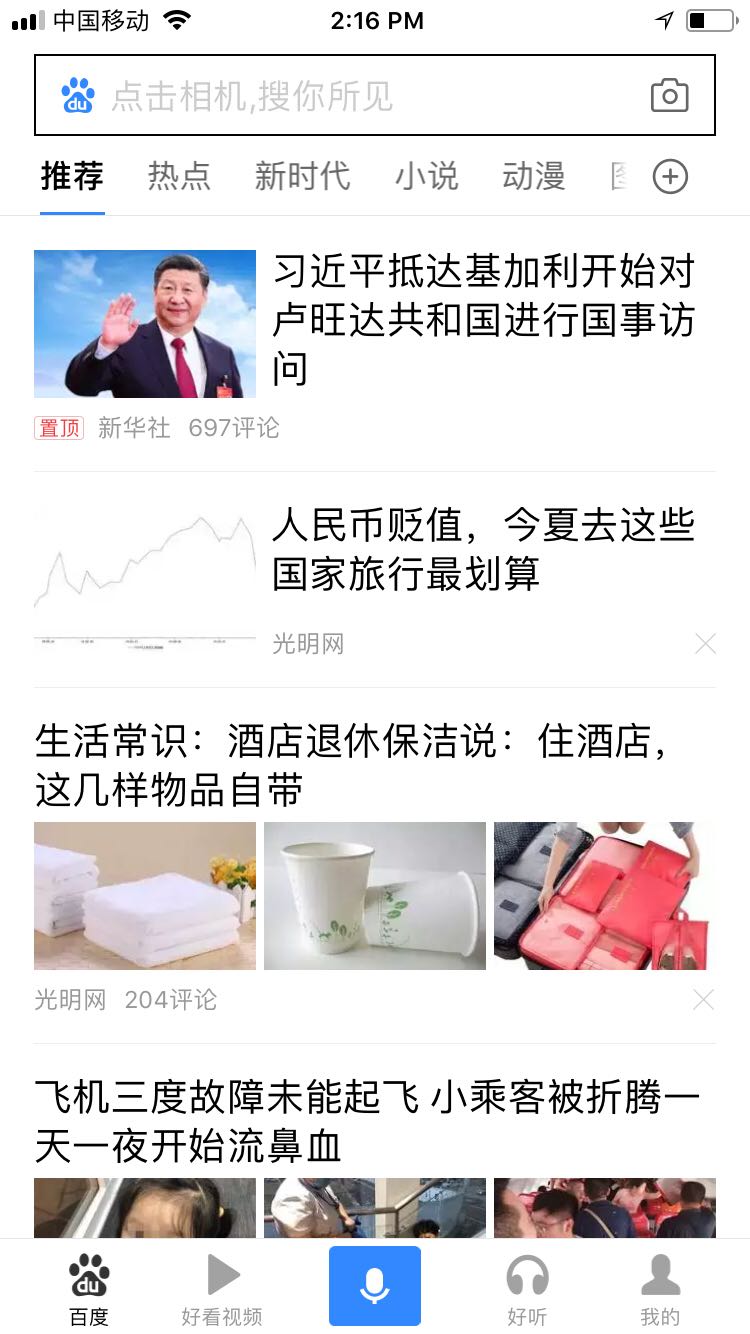 中国移动 2:16 PM
du 点击相机,搜你所见
推荐 热点 新时代 小说 动漫
习近平抵达基加利开始对
卢旺达共和国进行国事访
问
置顶 新华社 697评论
人民币贬值，今夏去这些
国家旅行最划算
光明网
生活常识：酒店退休保洁说：住酒店，
这几样物品自带
光明网 204评论
飞机三度故障未能起飞 小乘客被折腾一
天一夜开始流鼻血
du
百度 好看视频 好听 我的